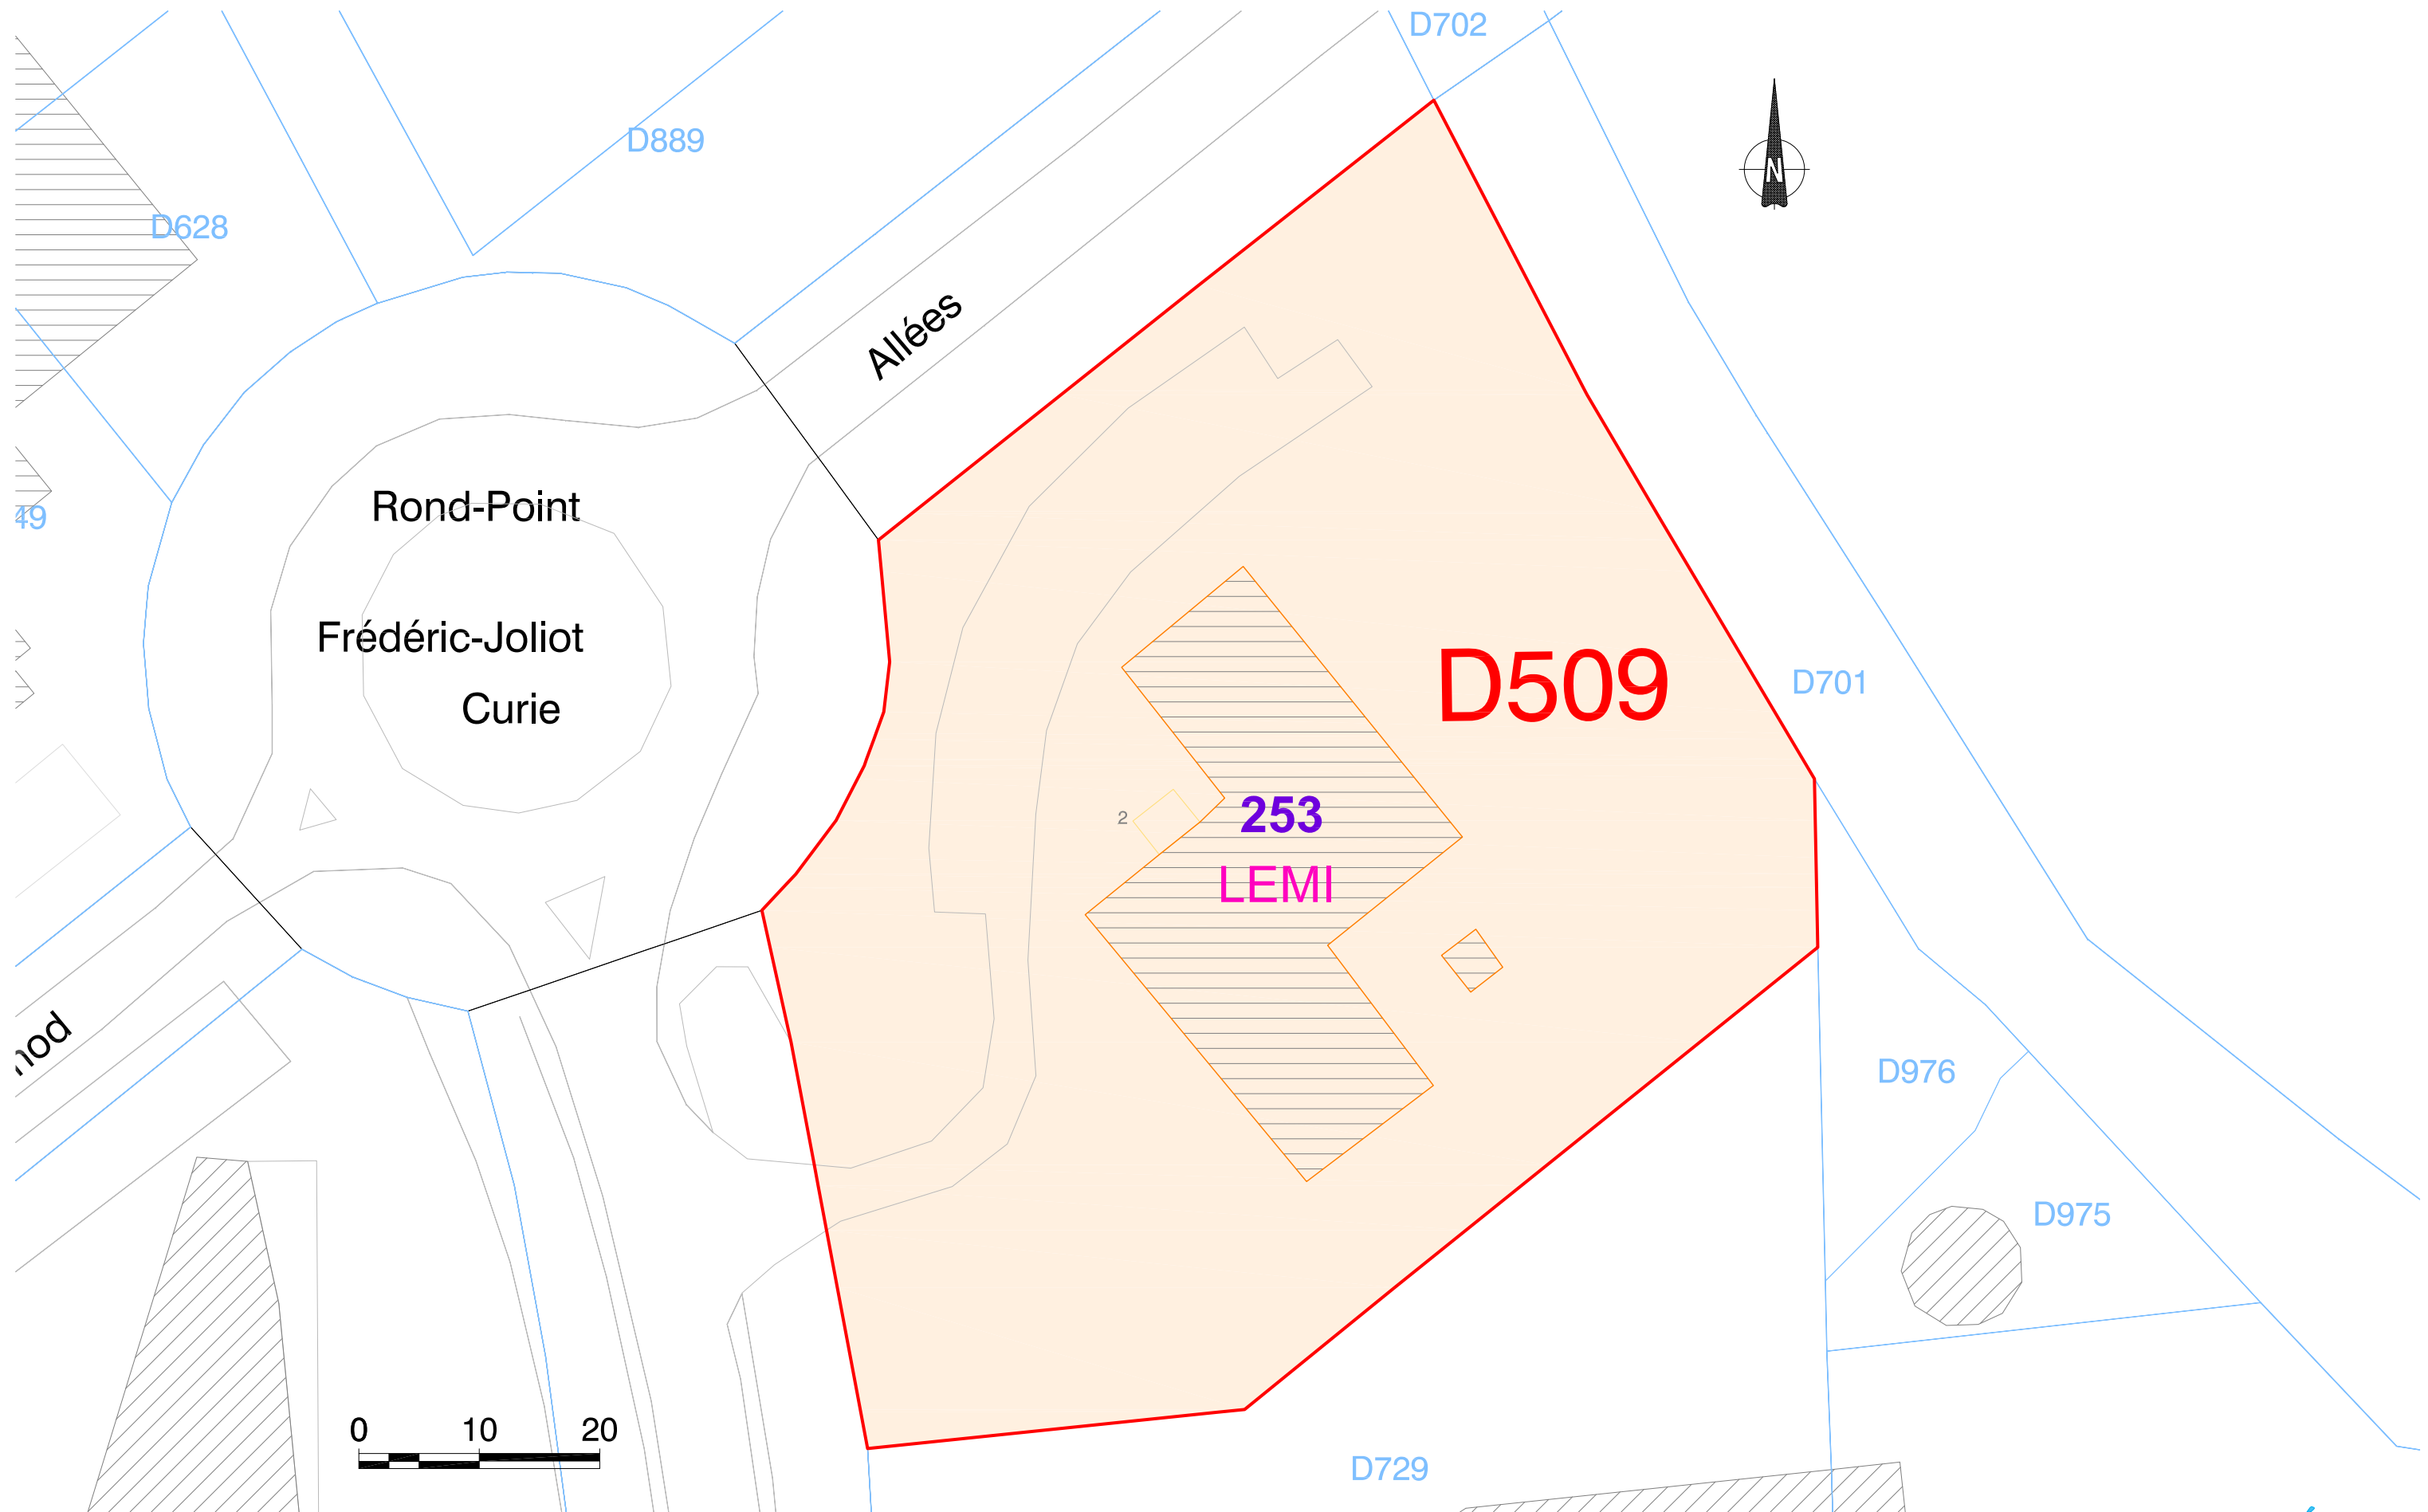 D702
D889
N
D628
Allées
Rond-Point
49
Frédéric-Joliot
D509
D701
Curie
253
2
LEMI
nod
D976
D975
0 10 20
D729